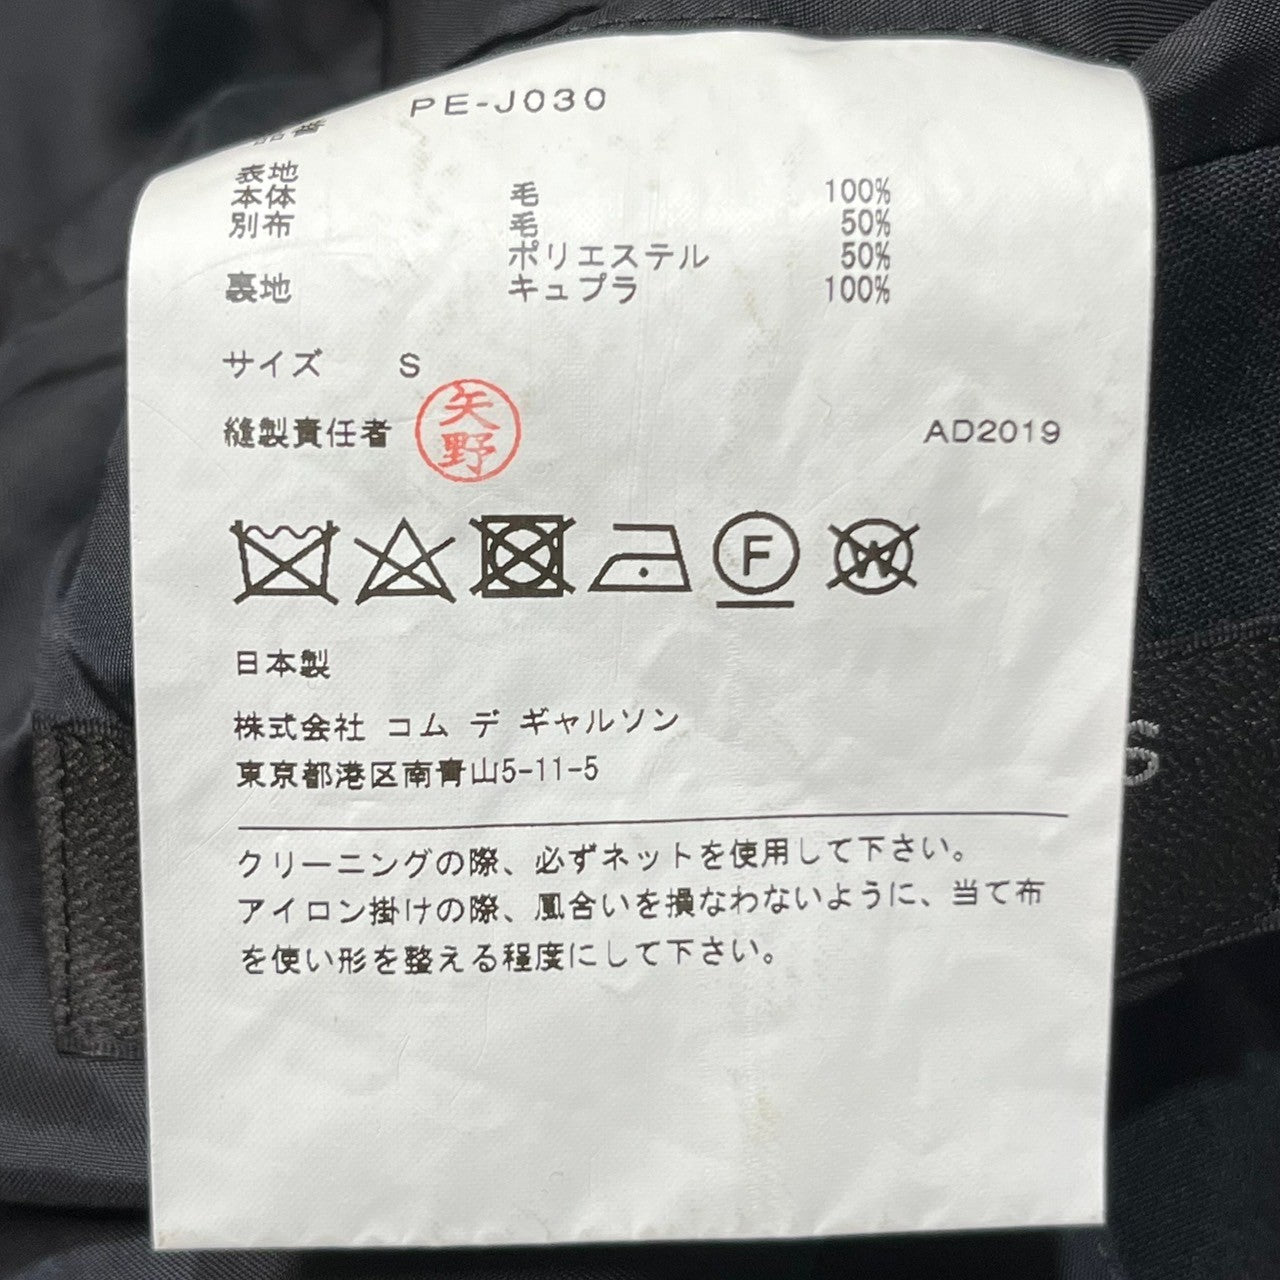 品番 PE-J030
表地
本体 毛 100%
別布 毛 50%
ポリエステル 50%
裏地 キュプラ 100%
サイズ S
縫製責任者 矢野 AD2019
F
W
日本製
株式会社 コム デ ギャルソン
東京都港区南青山5-11-5
S
クリーニングの際、必ずネットを使用して下さい。
アイロン掛けの際、風合いを損なわないように、当て布
を使い形を整える程度にして下さい。